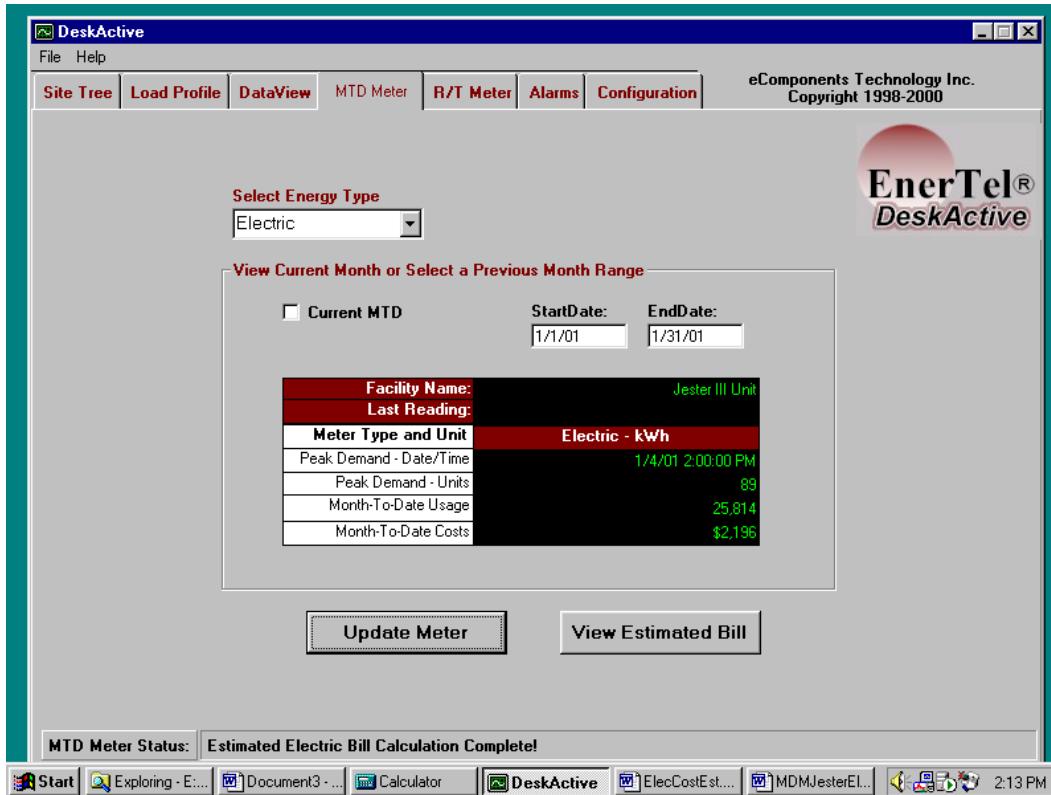 DeskActive
File Help
Site Tree Load Profile DataView MTD Meter R/T Meter Alarms Configuration
eComponents Technology Inc.
Copyright 1998-2000
EnerTel®
DeskActive
Select Energy Type
Electric
View Current Month or Select a Previous Month Range
Current MTD
StartDate: EndDate:
1/1/01 1/31/01
Facility Name: Jester III Unit
Last Reading:
Meter Type and Unit Electric - kWh
Peak Demand - Date/Time 1/4/01 2:00:00 PM
Peak Demand - Units 89
Month-To-Date Usage 25,814
Month-To-Date Costs $2,196
Update Meter View Estimated Bill
MTD Meter Status: Estimated Electric Bill Calculation Complete!
Start Exploring - E:... Document3 - ... Calculator DeskActive ElecCostEst.... MDMJesterEl... 2:13 PM